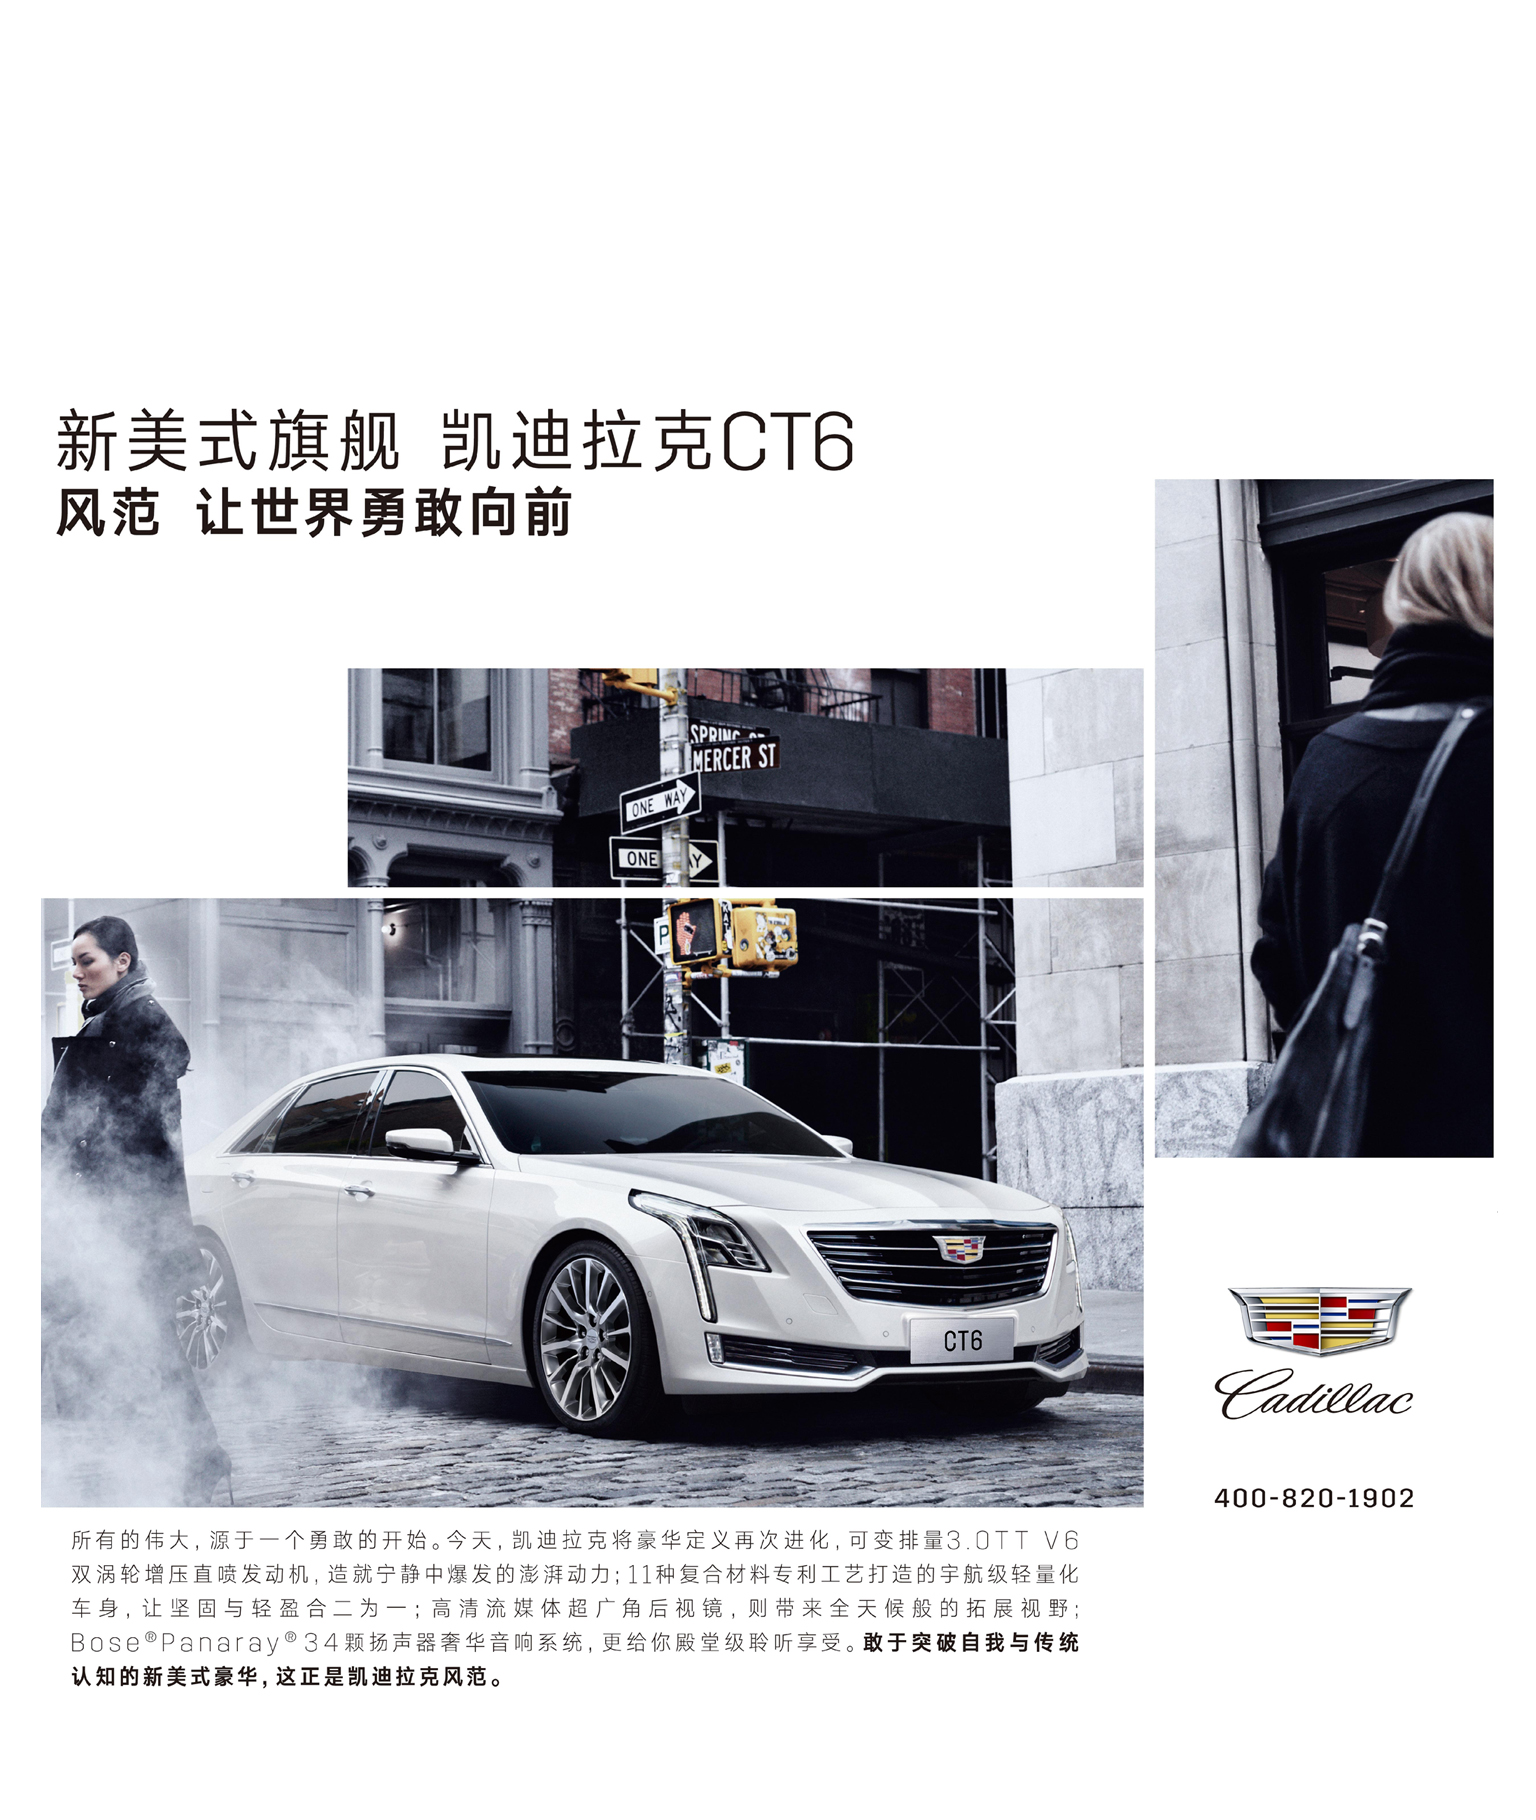 新美式旗舰 凯迪拉克CT6
风范 让世界勇敢向前
SPRING ST
MERCER ST
ONE WAY
ONE WAY
P
CT6
Cadillac
400-820-1902
所有的伟大，源于一个勇敢的开始。今天，凯迪拉克将豪华定义再次进化，可变排量3.0TT V6
双涡轮增压直喷发动机，造就宁静中爆发的澎湃动力；11种复合材料专利工艺打造的宇航级轻量化
车身，让坚固与轻盈合二为一；高清流媒体超广角后视镜，则带来全天候般的拓展视野；
Bose®Panaray®34颗扬声器奢华音响系统，更给你殿堂级聆听享受。敢于突破自我与传统
认知的新美式豪华，这正是凯迪拉克风范。